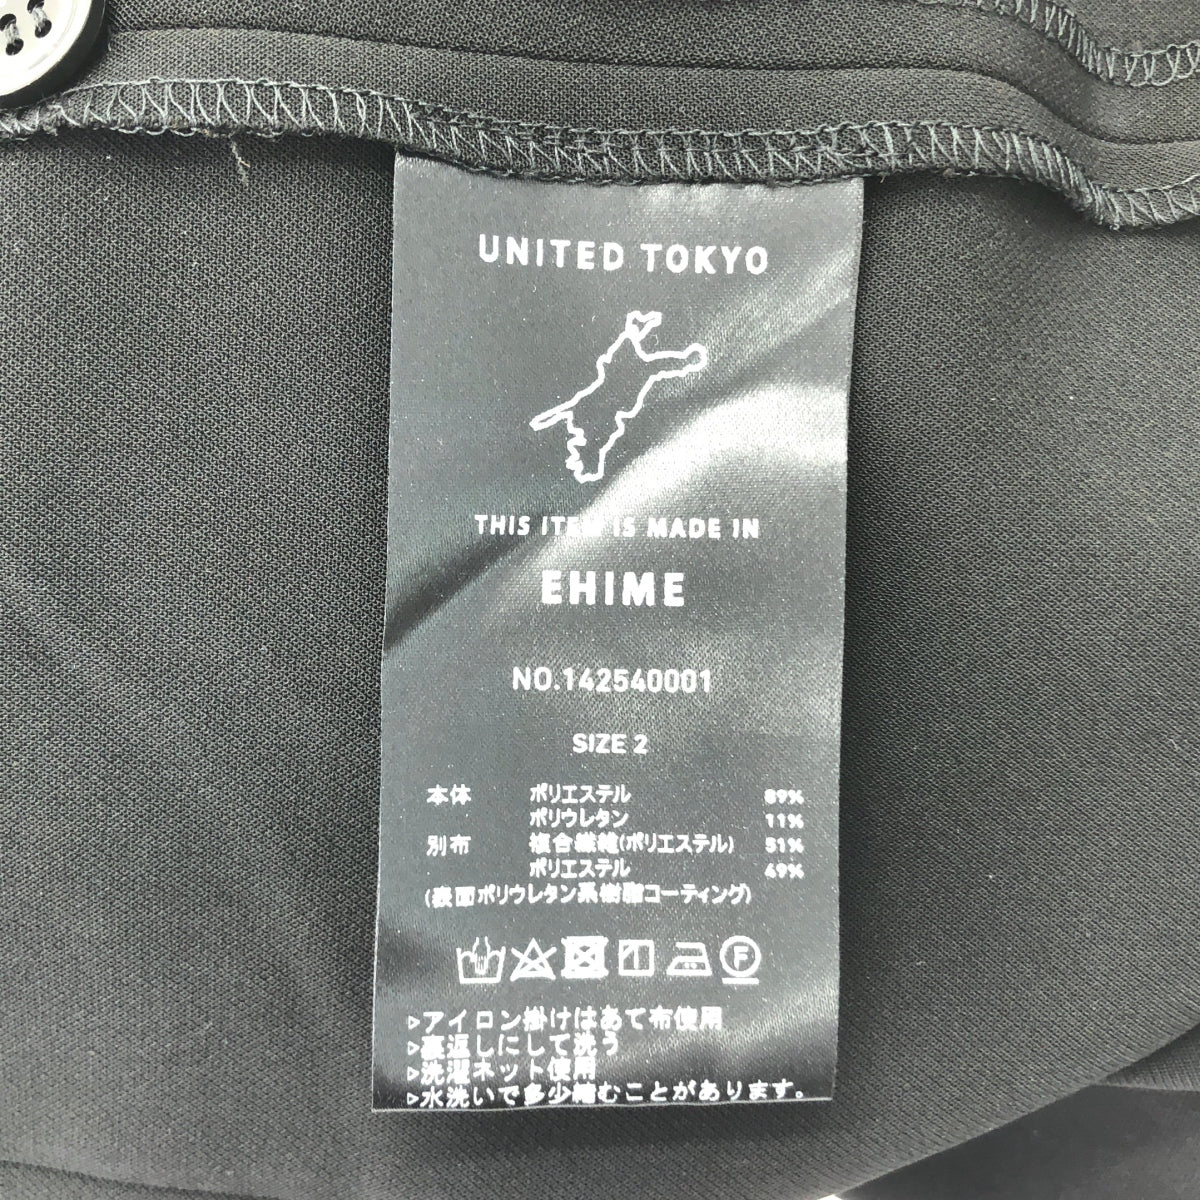 UNITED TOKYO
THIS ITEM IS MADE IN
EHIME
NO.142540001
SIZE 2
本体 ポリエステル 89%
ポリウレタン 11%
別布 複合繊維(ポリエステル) 51%
ポリエステル 49%
(表面ポリウレタン系樹脂コーティング)
F
▷アイロン掛けはあて布使用
▷裏返しにして洗う
▷洗濯ネット使用
▷水洗いで多少縮むことがあります。